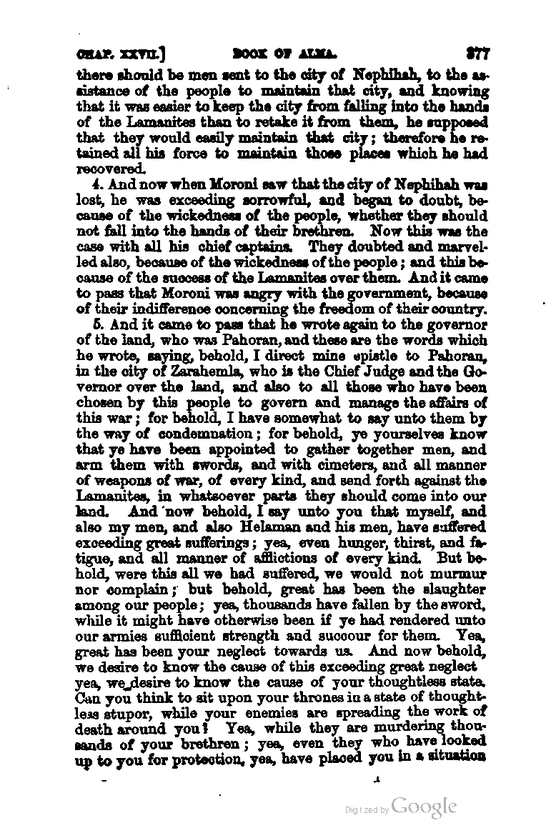 CHAP. XXVII.] BOOK OF ALMA. 377
there should be men sent to the city of Nephihah, to the as-
sistance of the people to maintain that city, and knowing
that it was easier to keep the city from falling into the hands
of the Lamanites than to retake it from them, he supposed
that they would easily maintain that city; therefore he re-
tained all his force to maintain those places which he had
recovered.
4. And now when Moroni saw that the city of Nephihah was
lost, he was exceeding sorrowful, and began to doubt, be-
cause of the wickedness of the people, whether they should
not fall into the hands of their brethren. Now this was the
case with all his chief captains. They doubted and marvel-
led also, because of the wickedness of the people; and this be-
cause of the success of the Lamanites over them. And it came
to pass that Moroni was angry with the government, because
of their indifference concerning the freedom of their country.
5. And it came to pass that he wrote again to the governor
of the land, who was Pahoran, and these are the words which
he wrote, saying, behold, I direct mine epistle to Pahoran,
in the city of Zarahemla, who is the Chief Judge and the Go-
vernor over the land, and also to all those who have been
chosen by this people to govern and manage the affairs of
this war; for behold, I have somewhat to say unto them by
the way of condemnation; for behold, ye yourselves know
that ye have been appointed to gather together men, and
arm them with swords, and with cimeters, and all manner
of weapons of war, of every kind, and send forth against the
Lamanites, in whatsoever parts they should come into our
land. And now behold, I say unto you that myself, and
also my men, and also Helaman and his men, have suffered
exceeding great sufferings; yea, even hunger, thirst, and fa-
tigue, and all manner of afflictions of every kind. But be-
hold, were this all we had suffered, we would not murmur
nor complain; but behold, great has been the slaughter
among our people; yea, thousands have fallen by the sword,
while it might have otherwise been if ye had rendered unto
our armies sufficient strength and succour for them. Yea,
great has been your neglect towards us. And now behold,
we desire to know the cause of this exceeding great neglect
yea, we desire to know the cause of your thoughtless state.
Can you think to sit upon your thrones in a state of thought-
less stupor, while your enemies are spreading the work of
death around you? Yea, while they are murdering thou-
sands of your brethren; yea, even they who have looked
up to you for protection, yea, have placed you in a situation
Digitized by Google